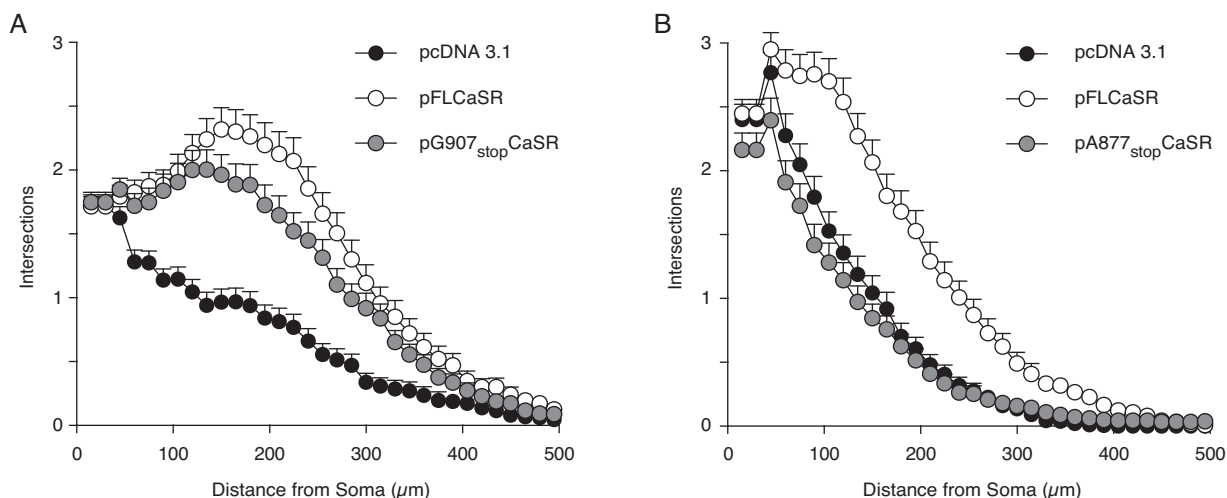 A
3
2
1
0
Intersections
0 100 200 300 400 500
Distance from Soma (µm)
pcDNA 3.1
pFLCaSR
pG907stopCaSR
B
3
2
1
0
Intersections
0 100 200 300 400 500
Distance from Soma (µm)
pcDNA 3.1
pFLCaSR
pA877stopCaSR